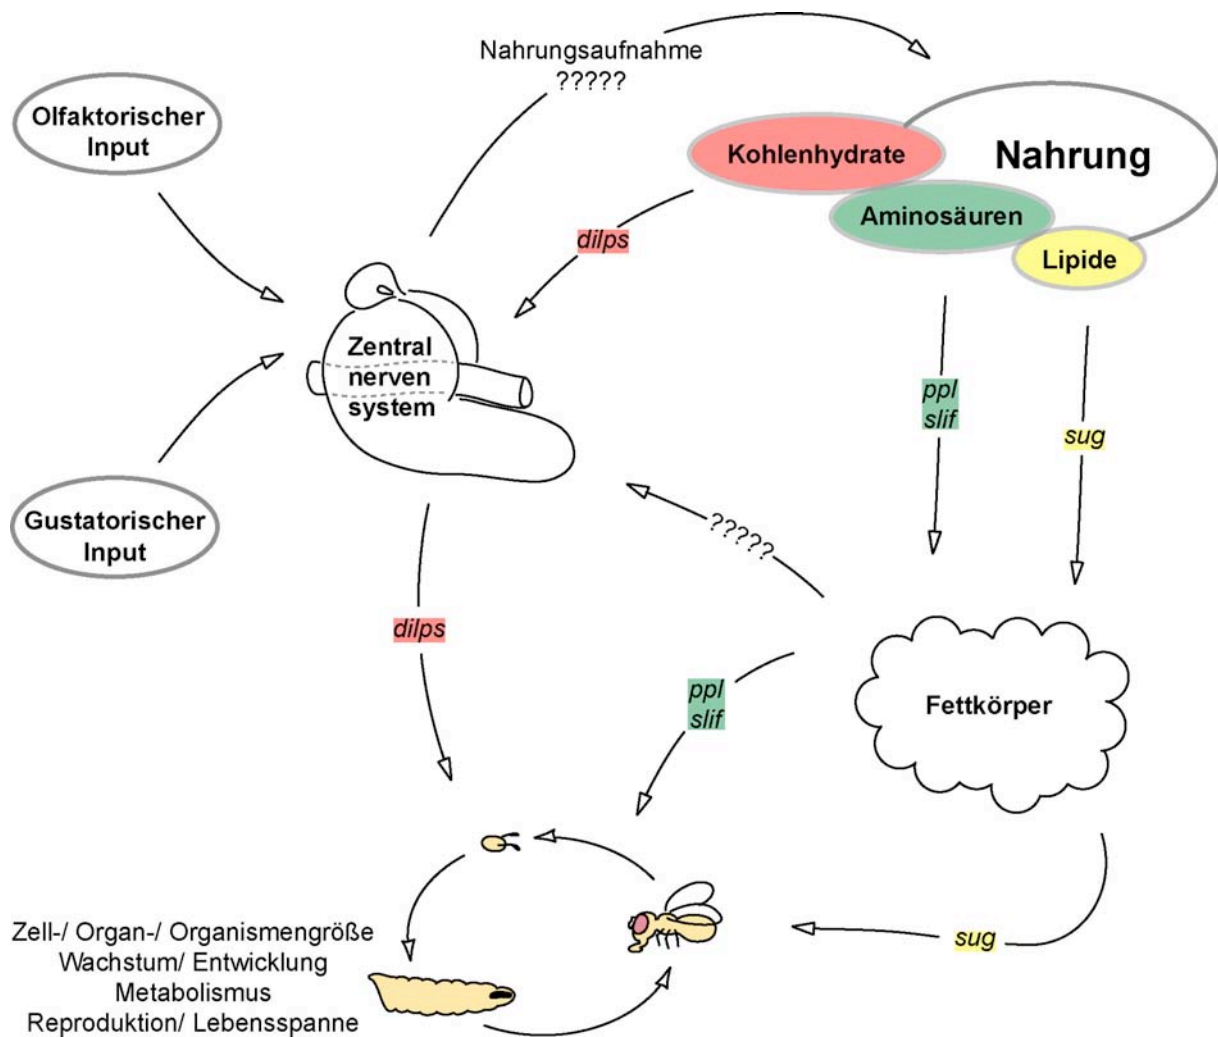 Nahrungsaufnahme
?????
Olfaktorischer
Input
Kohlenhydrate
Nahrung
Aminosäuren
Lipide
dilps
Zentral
nerven
system
ppl
slif
sug
Gustatorischer
Input
?????
dilps
ppl
slif
Fettkörper
sug
Zell-/ Organ-/ Organismengröße
Wachstum/ Entwicklung
Metabolismus
Reproduktion/ Lebensspanne